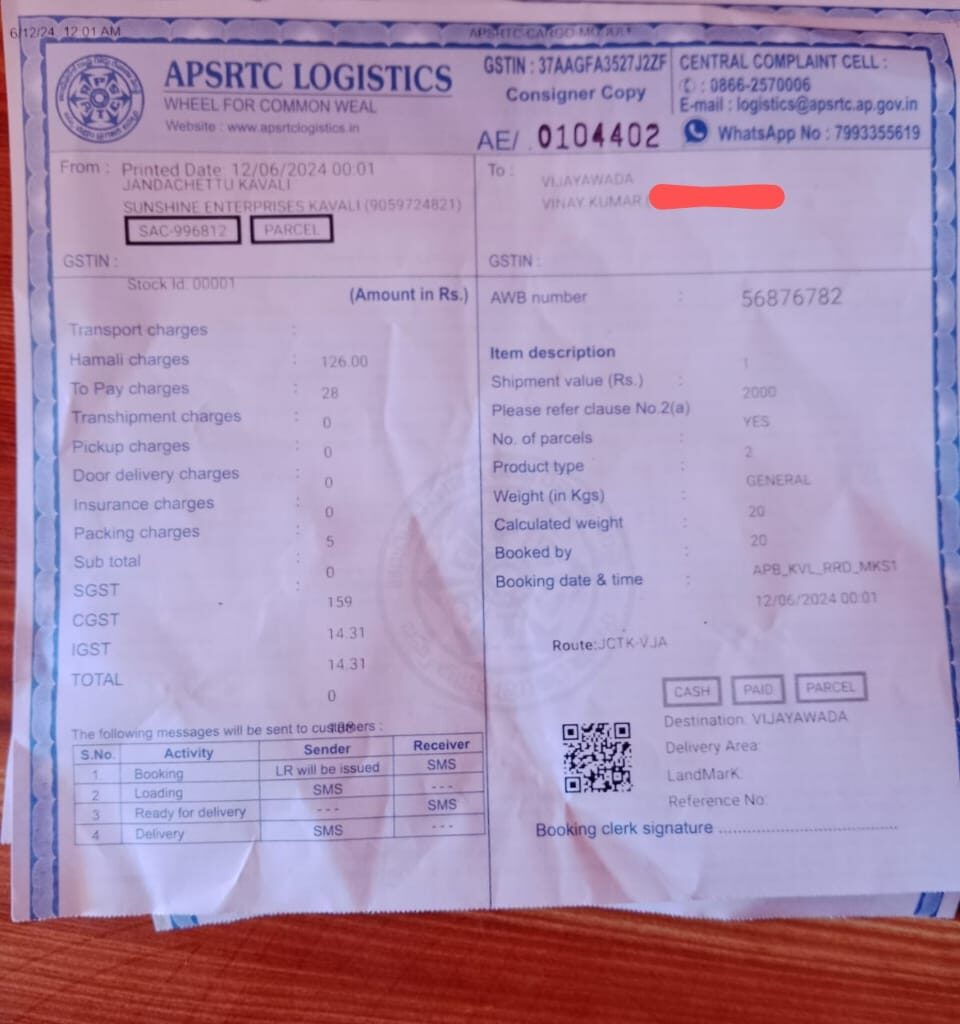 6/12/24, 12:01 AM
APSRTC CARGO MODULE
APSRTC LOGISTICS
WHEEL FOR COMMON WEAL
Website : www.apsrtclogistics.in
GSTIN : 37AAGFA3527J2ZF
Consigner Copy
AE/ 0104402
CENTRAL COMPLAINT CELL :
: 0866-2570006
E-mail : logistics@apsrtc.ap.gov.in
WhatsApp No : 7993355619
From : Printed Date: 12/06/2024 00:01
JANDACHETTU KAVALI
SUNSHINE ENTERPRISES KAVALI (9059724821)
SAC-996812 PARCEL
GSTIN :
To :
VIJAYAWADA
VINAY KUMAR (
GSTIN :
Stock Id: 00001
(Amount in Rs.)
Transport charges :
Hamali charges : 126.00
To Pay charges : 28
Transhipment charges : 0
Pickup charges : 0
Door delivery charges : 0
Insurance charges : 0
Packing charges : 5
Sub total : 0
SGST : 159
CGST 14.31
IGST 14.31
TOTAL 0
AWB number : 56876782
Item description 1
Shipment value (Rs.) : 2000
Please refer clause No.2(a) YES
No. of parcels : 2
Product type : GENERAL
Weight (in Kgs) : 20
Calculated weight : 20
Booked by : APB_KVL_RRD_MKS1
Booking date & time : 12/06/2024 00:01
Route:JCTK-VJA
CASH PAID PARCEL
Destination: VIJAYAWADA
Delivery Area:
LandMarK:
Reference No:
Booking clerk signature
The following messages will be sent to customers :
S.No. Activity Sender Receiver
1. Booking LR will be issued SMS
2 Loading SMS - - -
3 Ready for delivery - - - SMS
4 Delivery SMS - - -